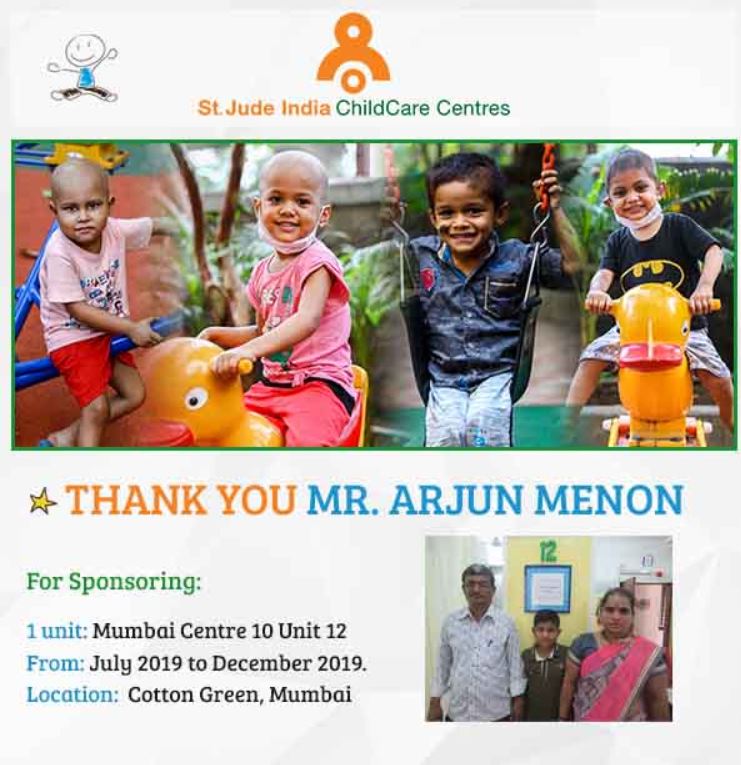 St.Jude India ChildCare Centres
THANK YOU MR. ARJUN MENON
For Sponsoring:
1 unit: Mumbai Centre 10 Unit 12
From: July 2019 to December 2019.
Location: Cotton Green, Mumbai
12